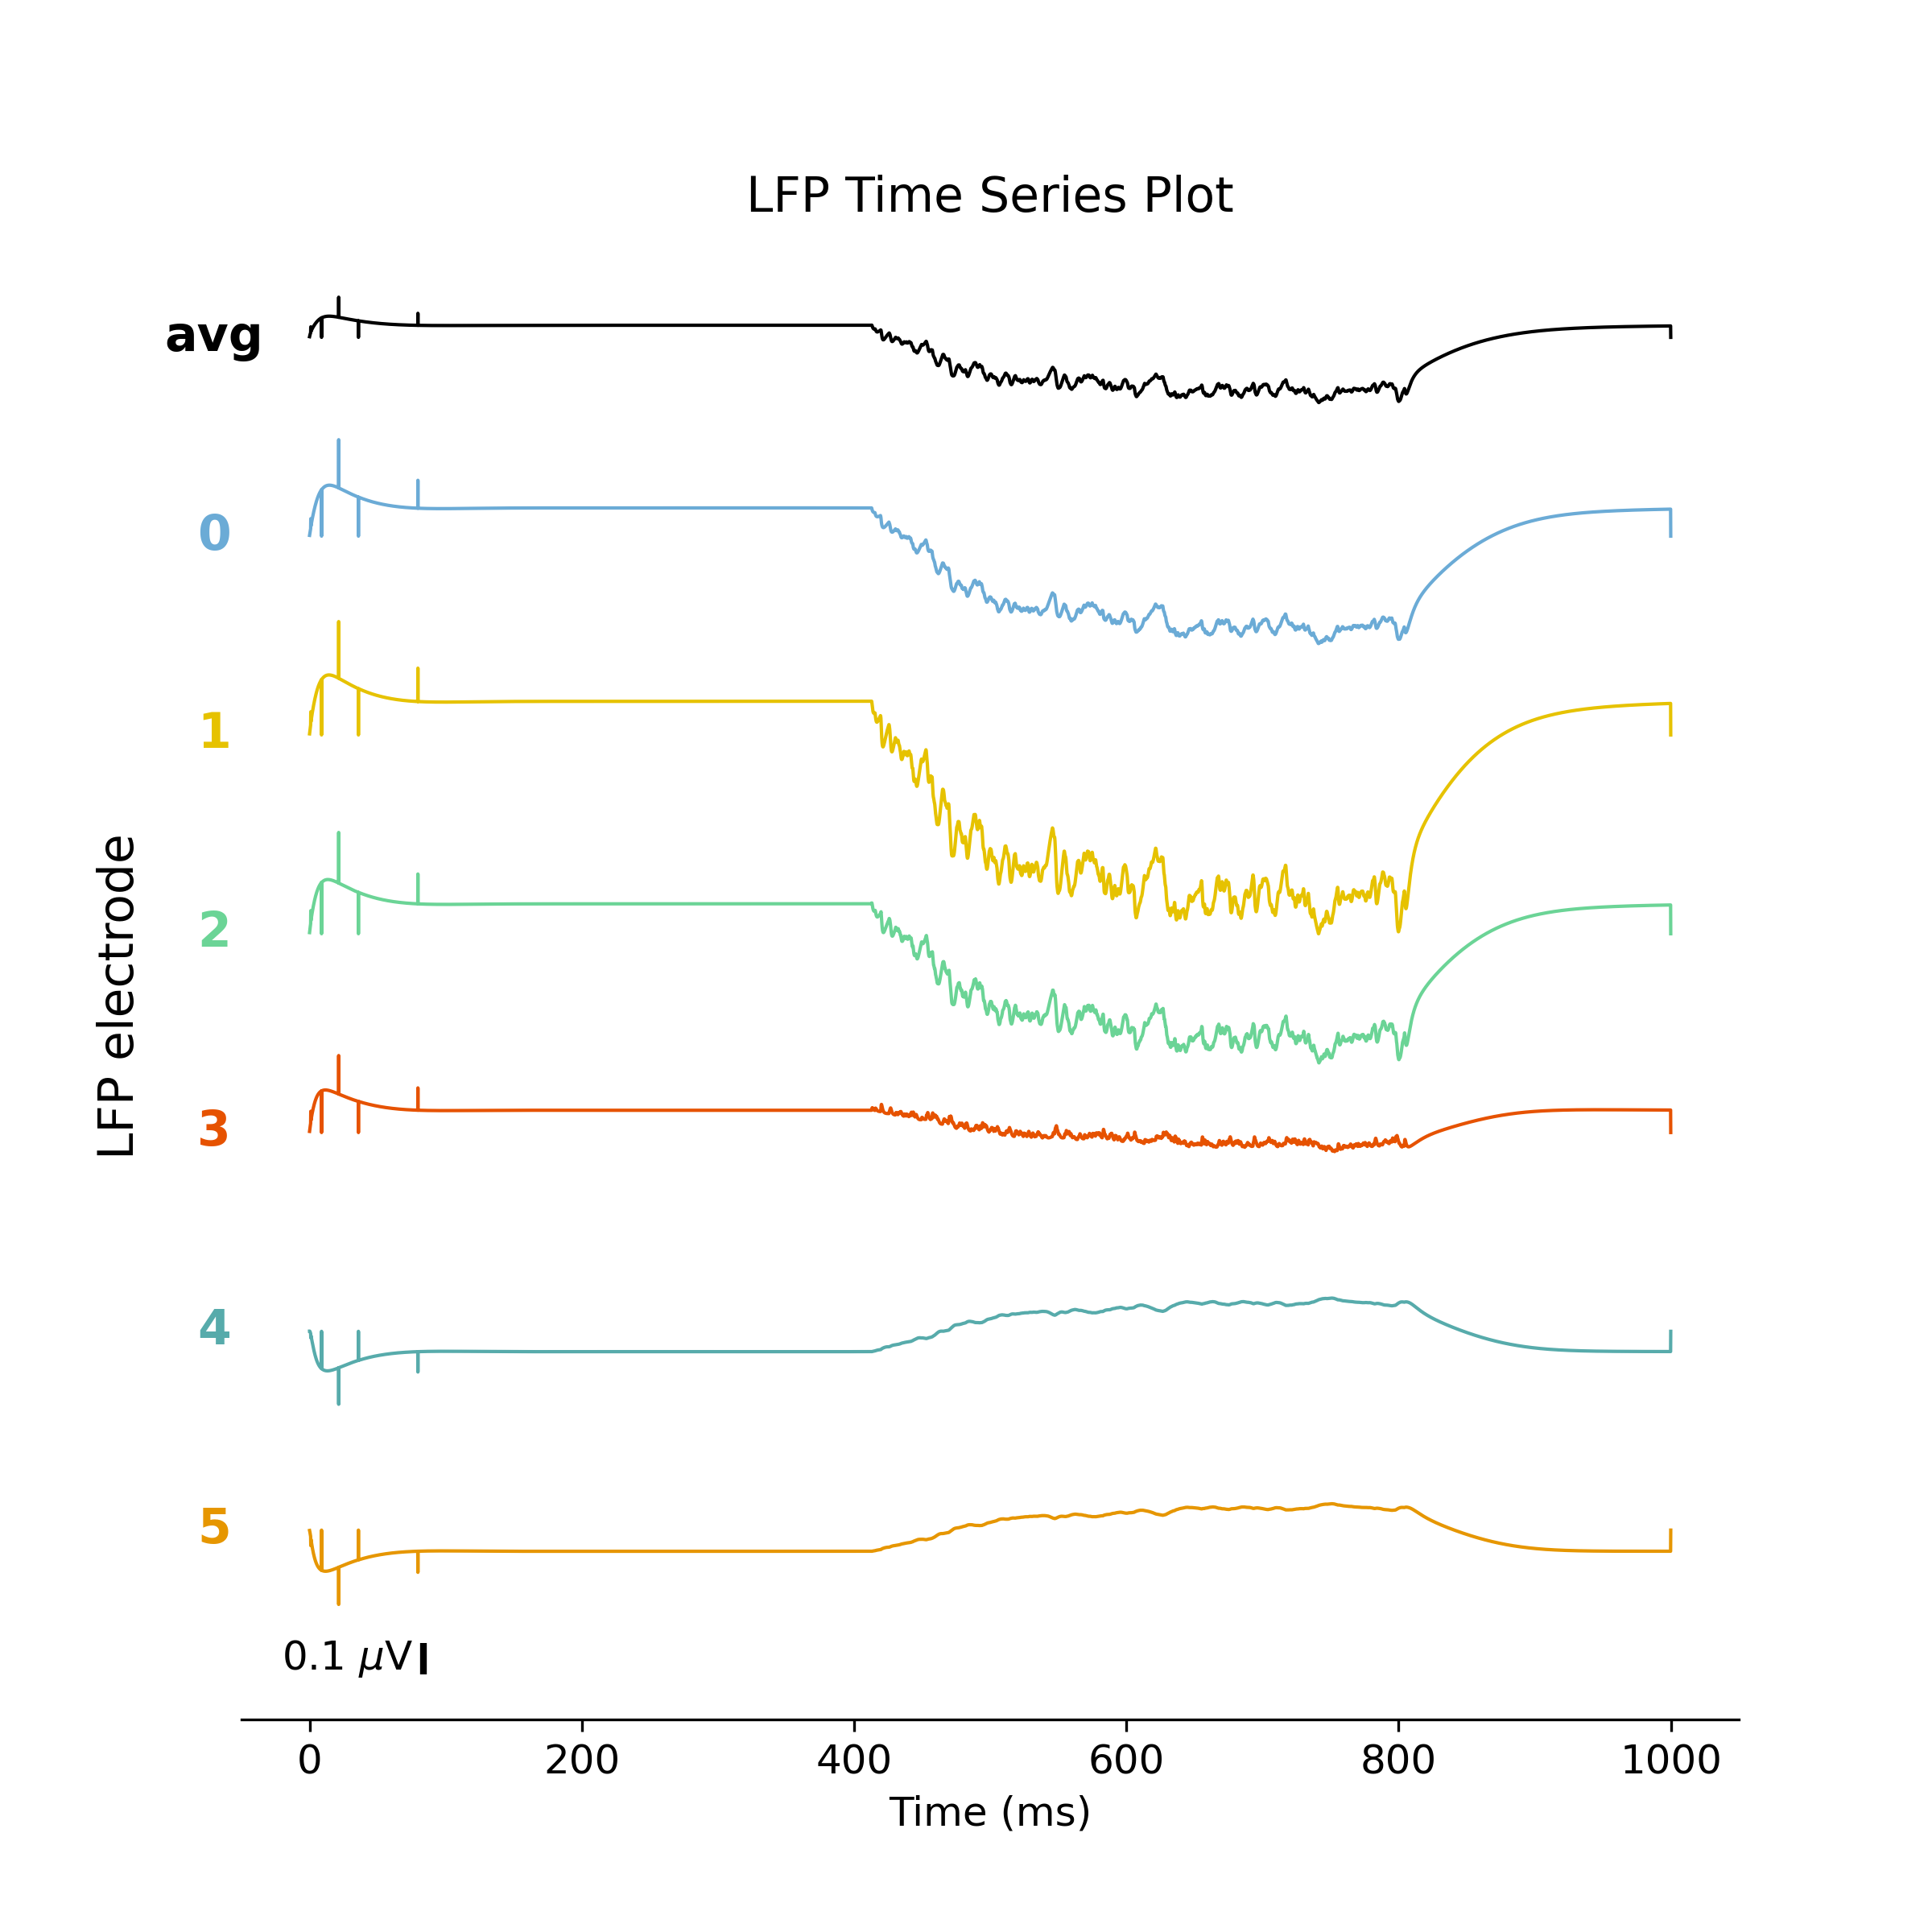 LFP Time Series Plot
avg
0
1
2
3
4
5
LFP electrode
0.1 μV
0 200 400 600 800 1000
Time (ms)